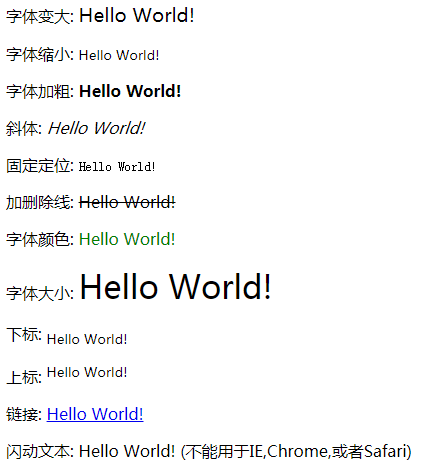 字体变大: Hello World!
字体缩小: Hello World!
字体加粗: Hello World!
斜体: Hello World!
固定定位: Hello World!
加删除线: Hello World!
字体颜色: Hello World!
字体大小: Hello World!
下标: Hello World!
上标: Hello World!
链接: Hello World!
闪动文本: Hello World! (不能用于IE,Chrome,或者Safari)